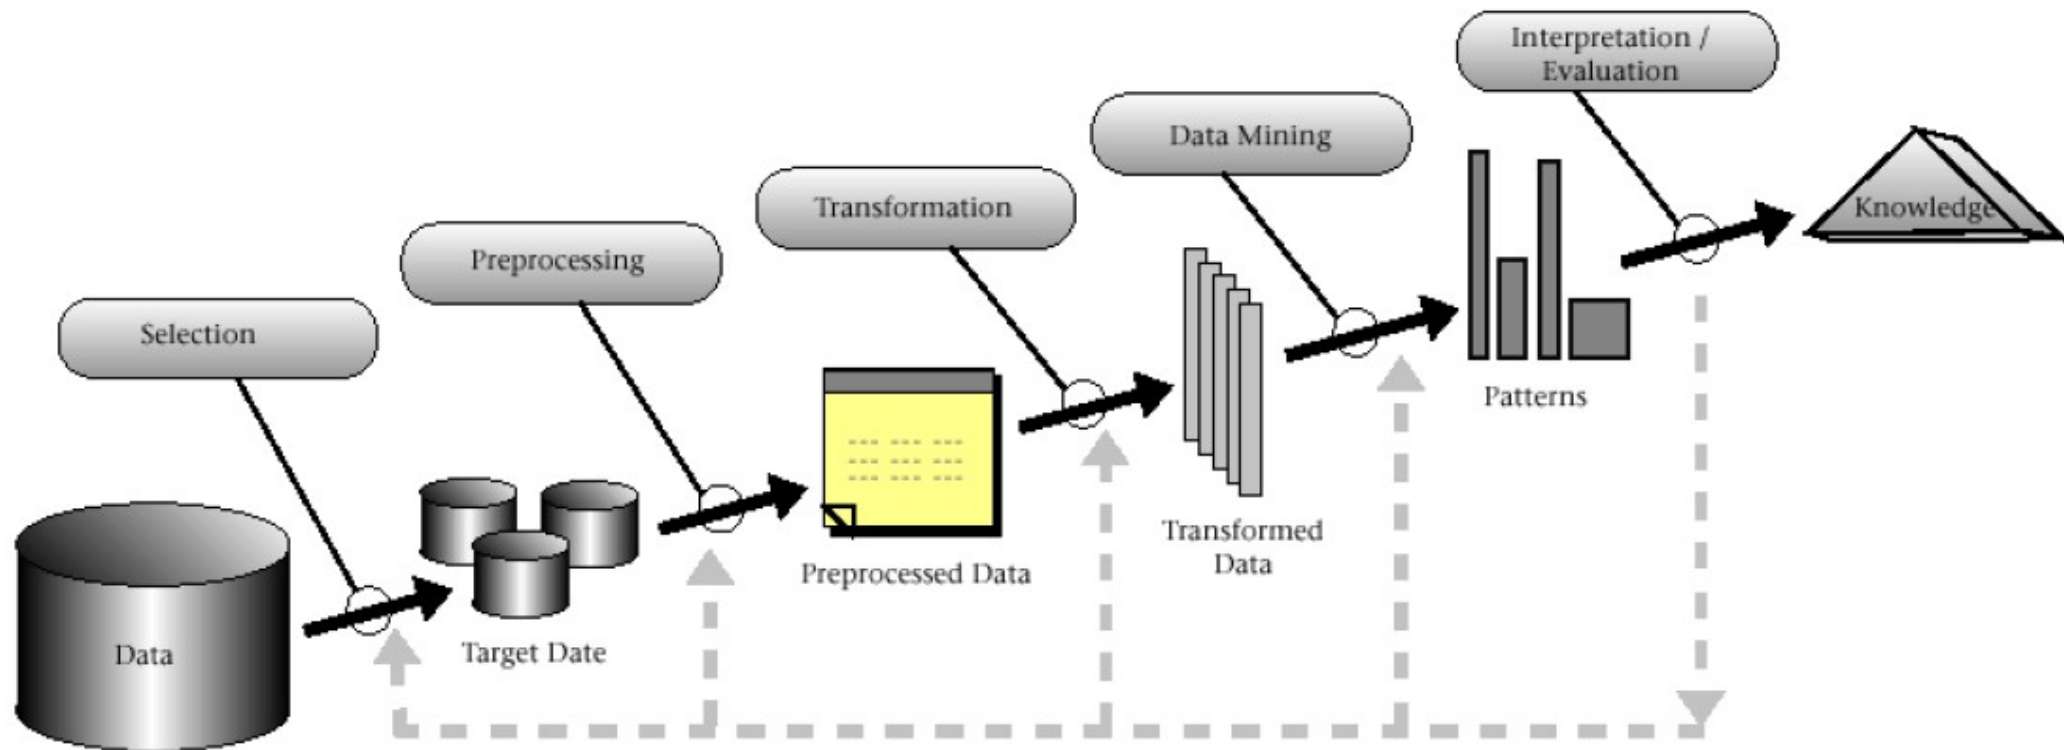 Interpretation /
Evaluation
Data Mining
Transformation
Preprocessing
Selection
Knowledge
Patterns
Transformed
Data
Preprocessed Data
Target Date
Data